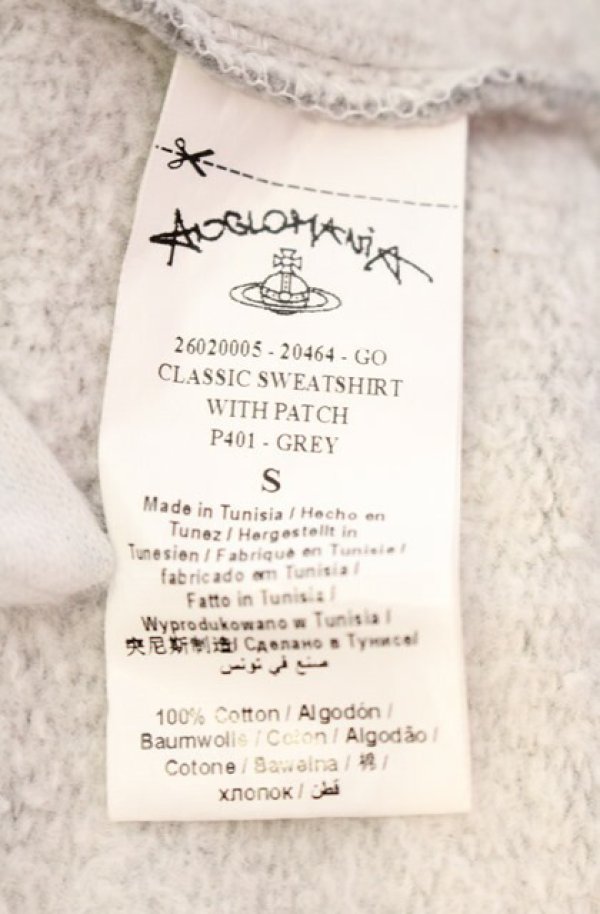 AnGLOMANiA
26020005 - 20464 - GO
CLASSIC SWEATSHIRT
WITH PATCH
P401 - GREY
S
Made in Tunisia / Hecho en
Tunez / Hergestellt in
Tunesien / Fabriqué en Tunisie /
fabricado em Tunisia /
Fatto in Tunisia /
Wyprodukowano w Tunisia /
突尼斯制造/ Сделано в Тунисе/
صنع في تونس
100% Cotton / Algodón /
Baumwolle / Coton / Algodão /
Cotone / Bawelna / 棉 /
хлопок / قطن